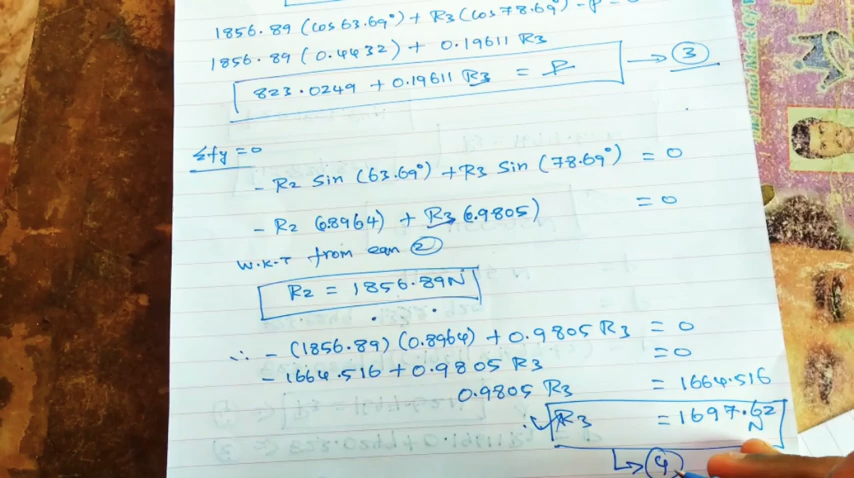 1856.89 (Cos 63.69°) + R3 (Cos 78.69°) - P = 0
1856.89 (0.4432) + 0.19611 R3
823.0249 + 0.19611 R3 = P → 3
Σfy = 0
- R2 Sin (63.69°) + R3 Sin (78.69°) = 0
- R2 (0.8964) + R3 (0.9805) = 0
W.K.T from eqn 2
R2 = 1856.89N
∴ - (1856.89) (0.8964) + 0.9805 R3 = 0
- 1664.516 + 0.9805 R3 = 0
0.9805 R3 = 1664.516
∴ R3 = 1697.62
N
↳ 4